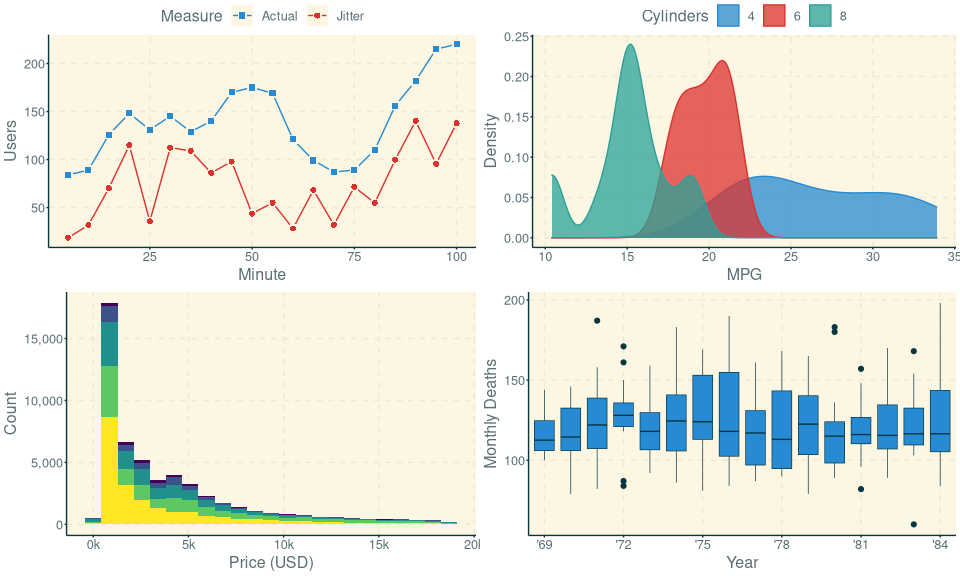 Measure Actual Jitter
Users
200
150
100
50
25 50 75 100
Minute
Cylinders 4 6 8
Density
0.25
0.20
0.15
0.10
0.05
0.00
10 15 20 25 30 35
MPG
Count
15,000
10,000
5,000
0
0k 5k 10k 15k 20l
Price (USD)
Monthly Deaths
200
150
100
'69 '72 '75 '78 '81 '84
Year